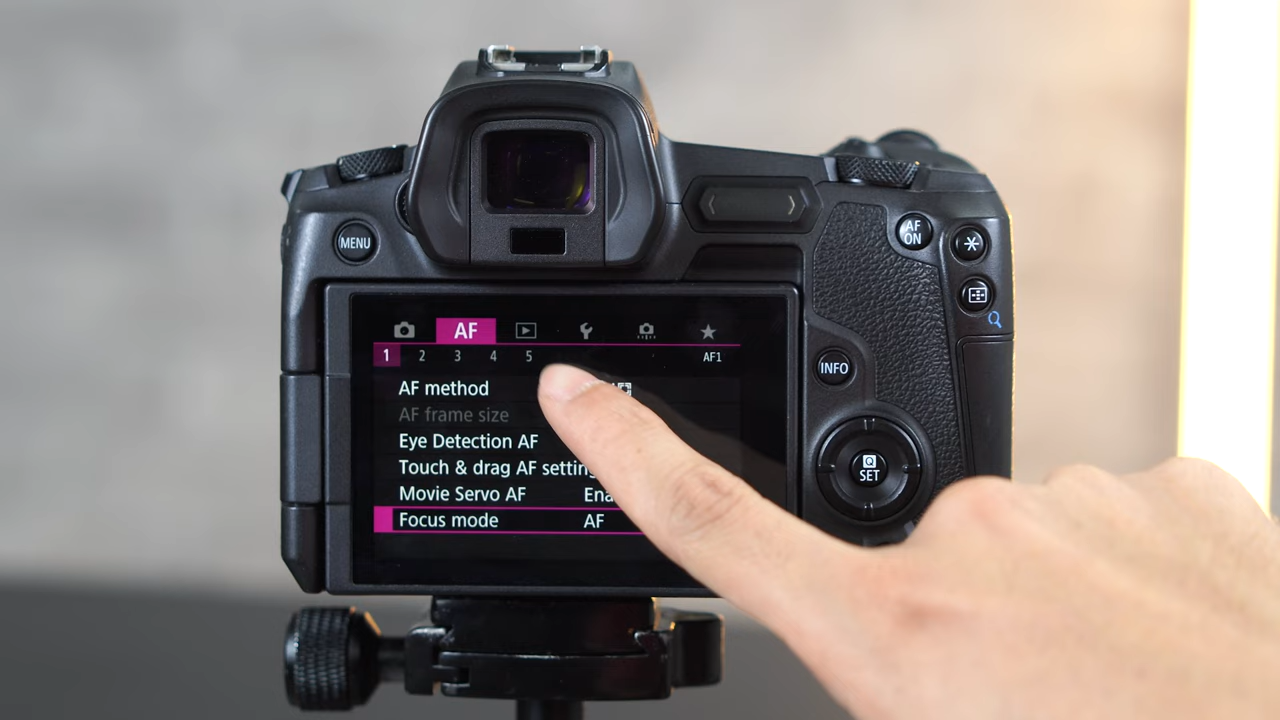 MENU
AF
ON
AF
1 2 3 4 5 AF1
AF method
AF frame size
Eye Detection AF
Touch & drag AF
Movie Servo AF
Focus mode AF
INFO
Q
SET